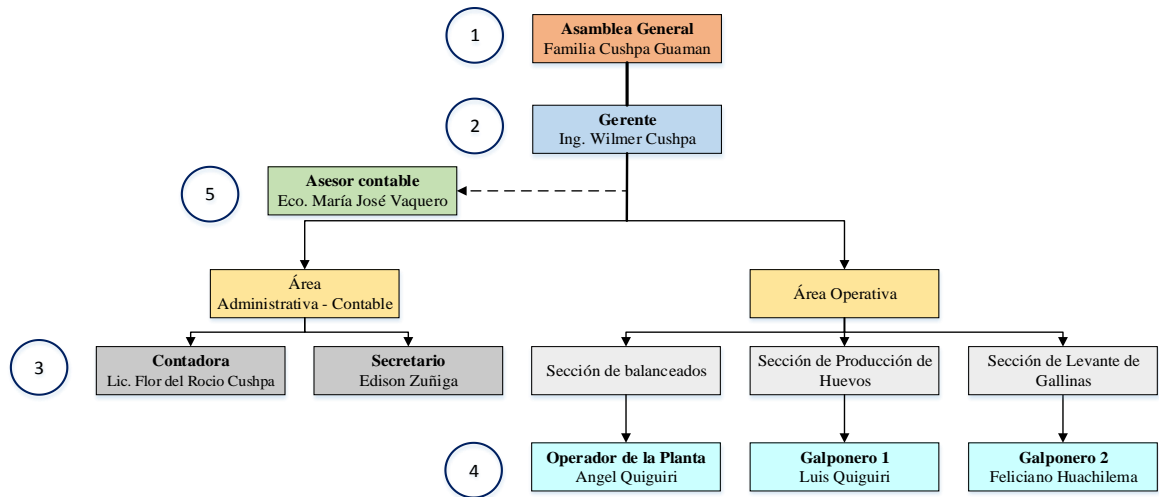 1
Asamblea General
Familia Cushpa Guaman
2
Gerente
Ing. Wilmer Cushpa
5
Asesor contable
Eco. María José Vaquero
Área
Administrativa - Contable
Área Operativa
3
Contadora
Lic. Flor del Rocio Cushpa
Secretario
Edison Zuñiga
Sección de balanceados
Sección de Producción de
Huevos
Sección de Levante de
Gallinas
4
Operador de la Planta
Angel Quiguiri
Galponero 1
Luis Quiguiri
Galponero 2
Feliciano Huachilema